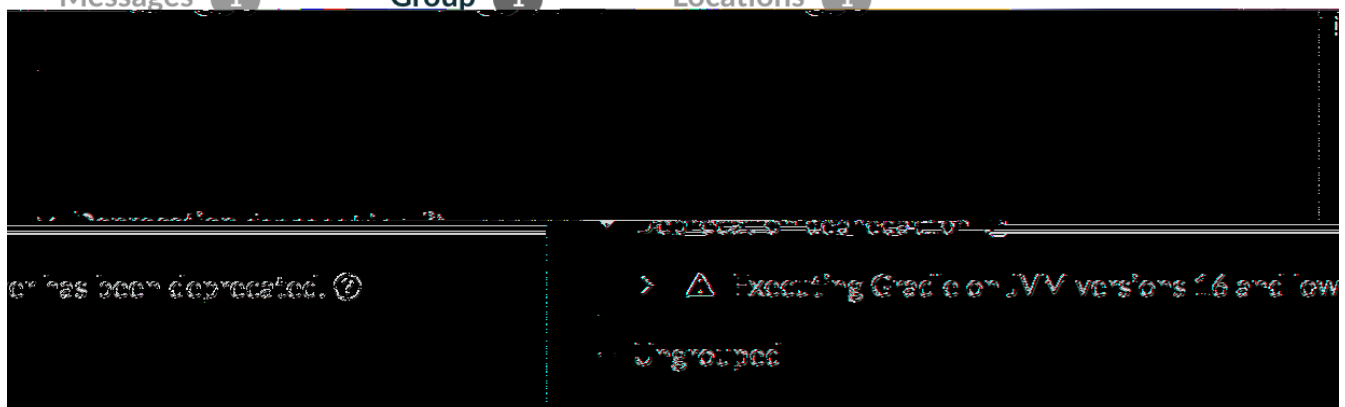 Messages 1 Group 1 Locations 1
er has been deprecated.
Executing Gradle on JVM versions 16 and low
Ungrouped